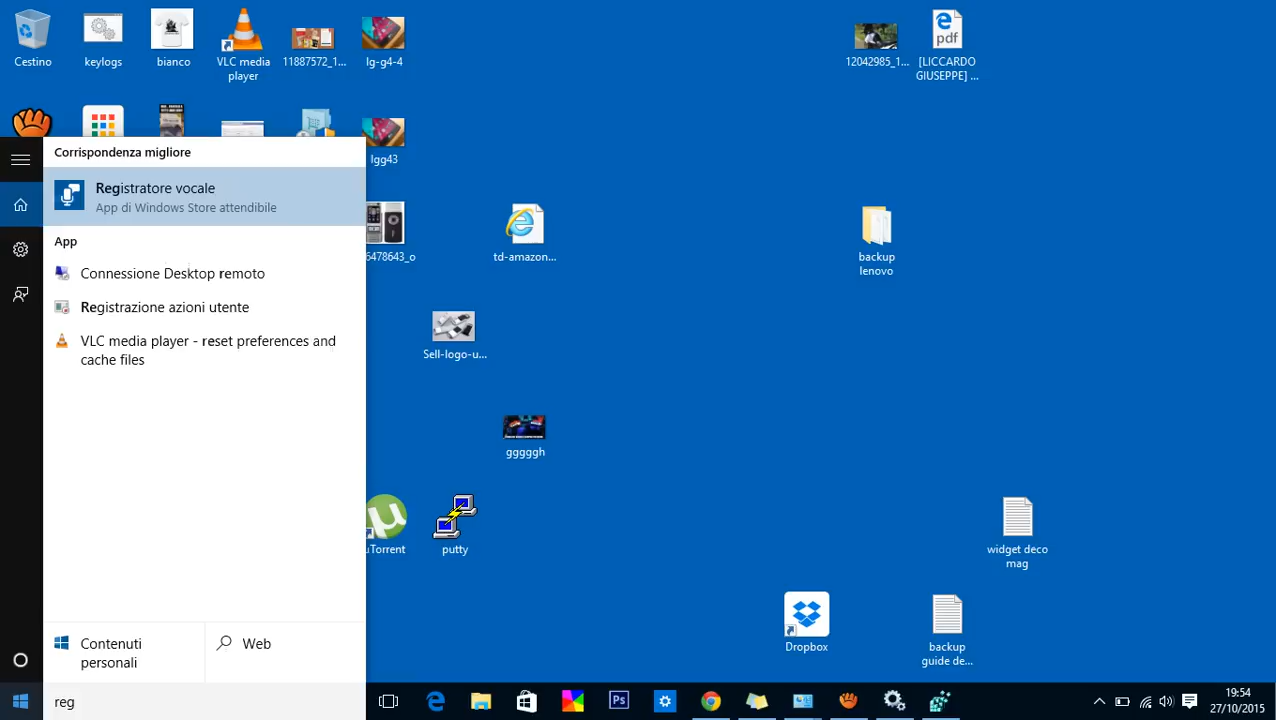 Cestino
keylogs
bianco
VLC media
player
11887572_1...
lg-g4-4
12042985_1...
[LICCARDO
GIUSEPPE] ...
pdf
lgg43
Corrispondenza migliore
Registratore vocale
App di Windows Store attendibile
App
Connessione Desktop remoto
Registrazione azioni utente
VLC media player - reset preferences and
cache files
6478643_o
td-amazon...
backup
lenovo
Sell-logo-u...
gggggh
uTorrent
putty
widget deco
mag
Dropbox
backup
guide de...
Contenuti
personali
Web
reg
Ps
19:54
27/10/2015